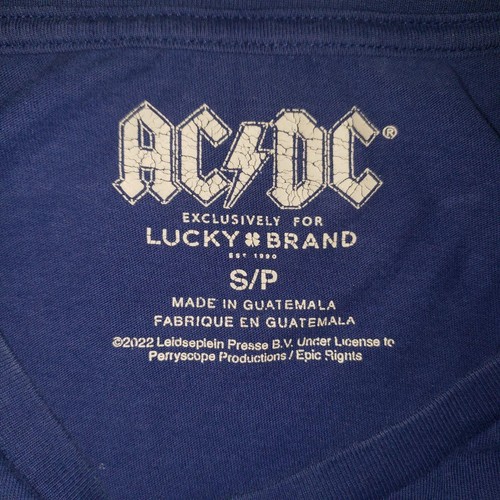 AC⚡DC®
EXCLUSIVELY FOR
LUCKY BRAND
EST 1990
S/P
MADE IN GUATEMALA
FABRIQUE EN GUATEMALA
©2022 Leidseplein Presse B.V. Under License to
Perryscope Productions / Epic Rights